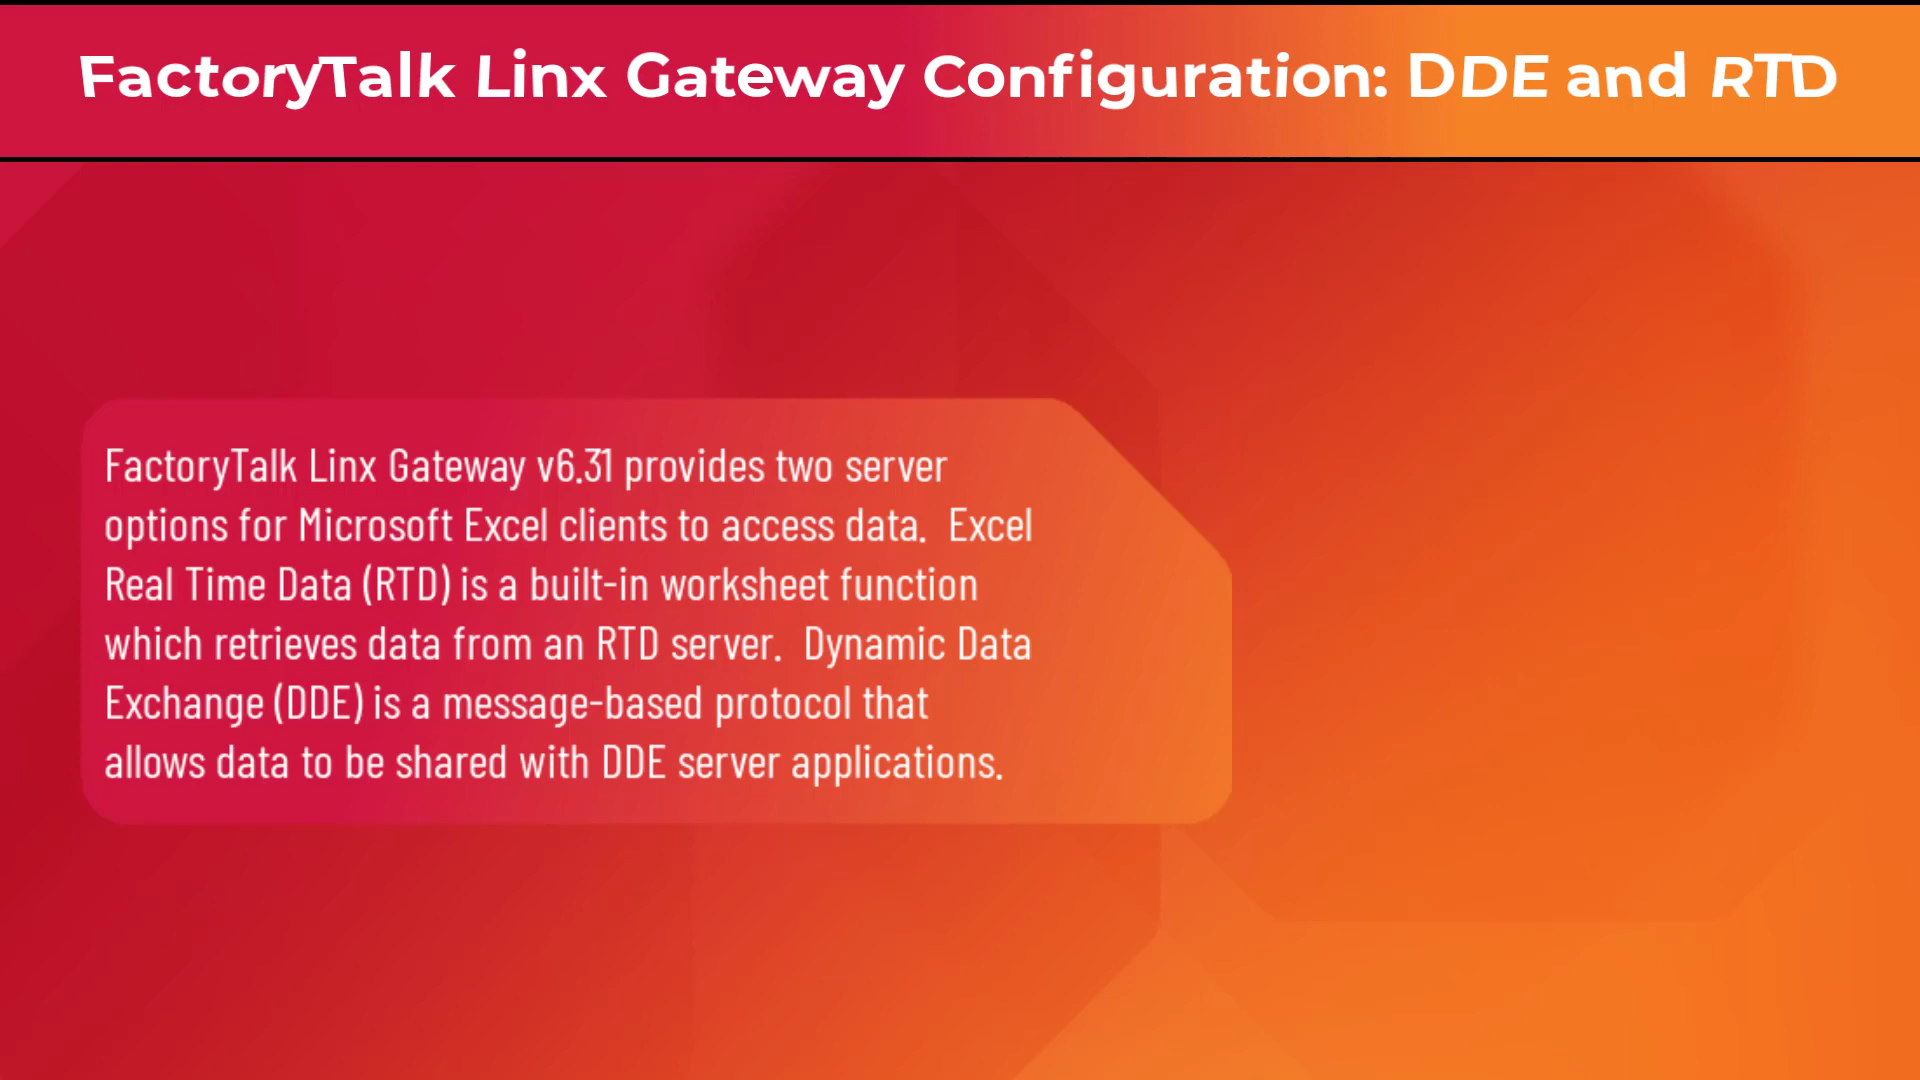 FactoryTalk Linx Gateway Configuration: DDE and RTD
FactoryTalk Linx Gateway v6.31 provides two server
options for Microsoft Excel clients to access data.  Excel
Real Time Data (RTD) is a built-in worksheet function
which retrieves data from an RTD server.  Dynamic Data
Exchange (DDE) is a message-based protocol that
allows data to be shared with DDE server applications.